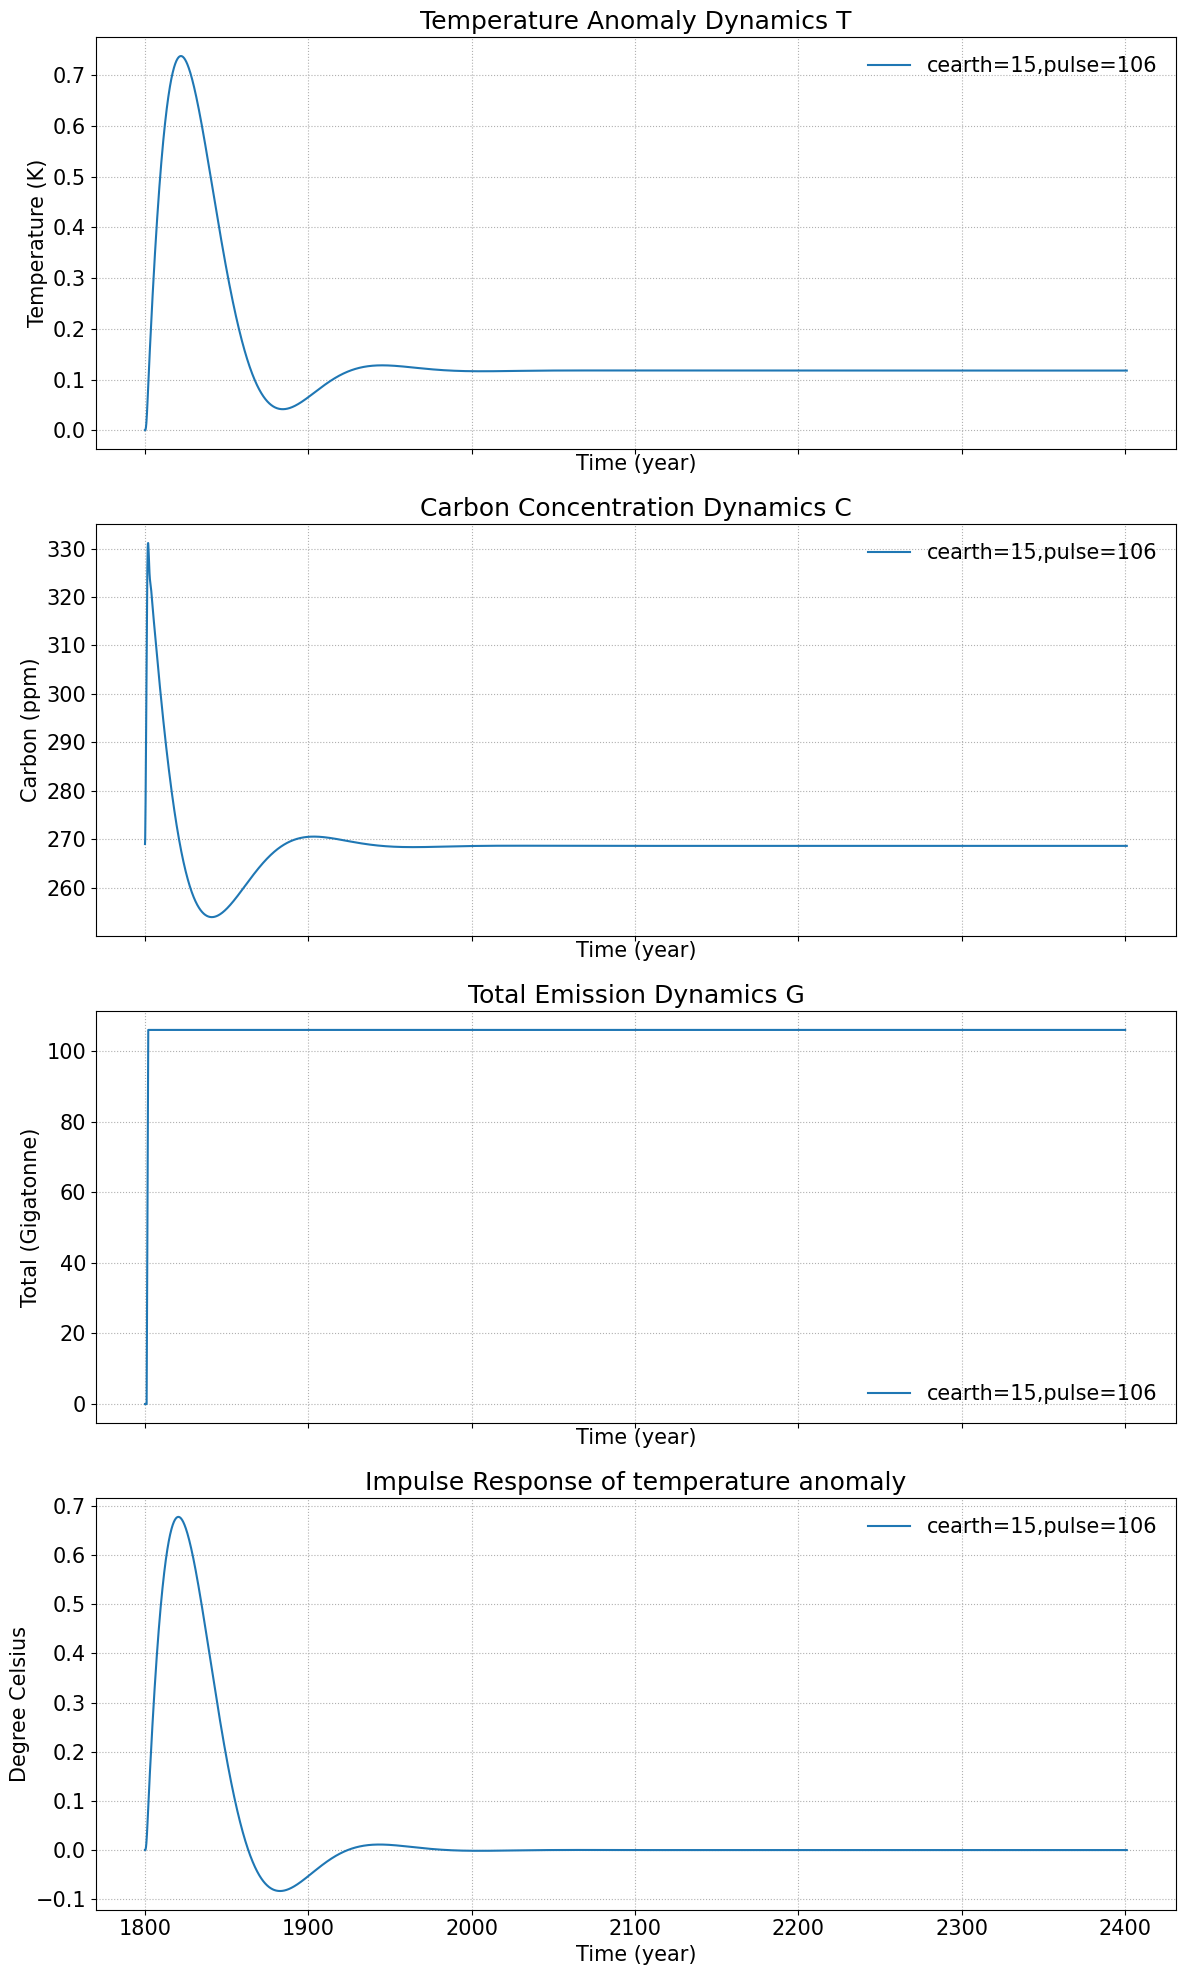 Temperature Anomaly Dynamics T
cearth=15,pulse=106
Temperature (K)
0.7
0.6
0.5
0.4
0.3
0.2
0.1
0.0
Time (year)
Carbon Concentration Dynamics C
cearth=15,pulse=106
Carbon (ppm)
330
320
310
300
290
280
270
260
Time (year)
Total Emission Dynamics G
Total (Gigatonne)
100
80
60
40
20
0
cearth=15,pulse=106
Time (year)
Impulse Response of temperature anomaly
cearth=15,pulse=106
Degree Celsius
0.7
0.6
0.5
0.4
0.3
0.2
0.1
0.0
−0.1
1800 1900 2000 2100 2200 2300 2400
Time (year)